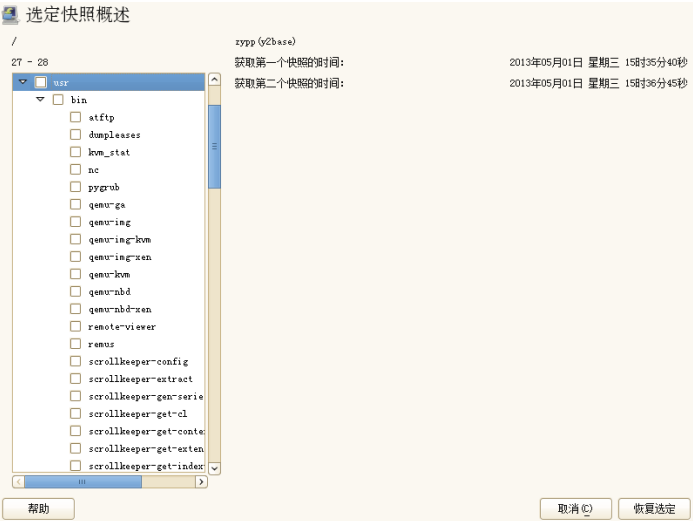 选定快照概述
/
27 - 28
zypp(y2base)
获取第一个快照的时间: 2013年05月01日 星期三 15时35分40秒
获取第二个快照的时间: 2013年05月01日 星期三 15时36分45秒
usr
bin
atftp
dumpleases
kvm_stat
nc
pygrub
qemu-ga
qemu-img
qemu-img-kvm
qemu-img-xen
qemu-kvm
qemu-nbd
qemu-nbd-xen
remote-viewer
remus
scrollkeeper-config
scrollkeeper-extract
scrollkeeper-gen-serie
scrollkeeper-get-cl
scrollkeeper-get-conte
scrollkeeper-get-exten
scrollkeeper-get-index
帮助
取消(C)
恢复选定